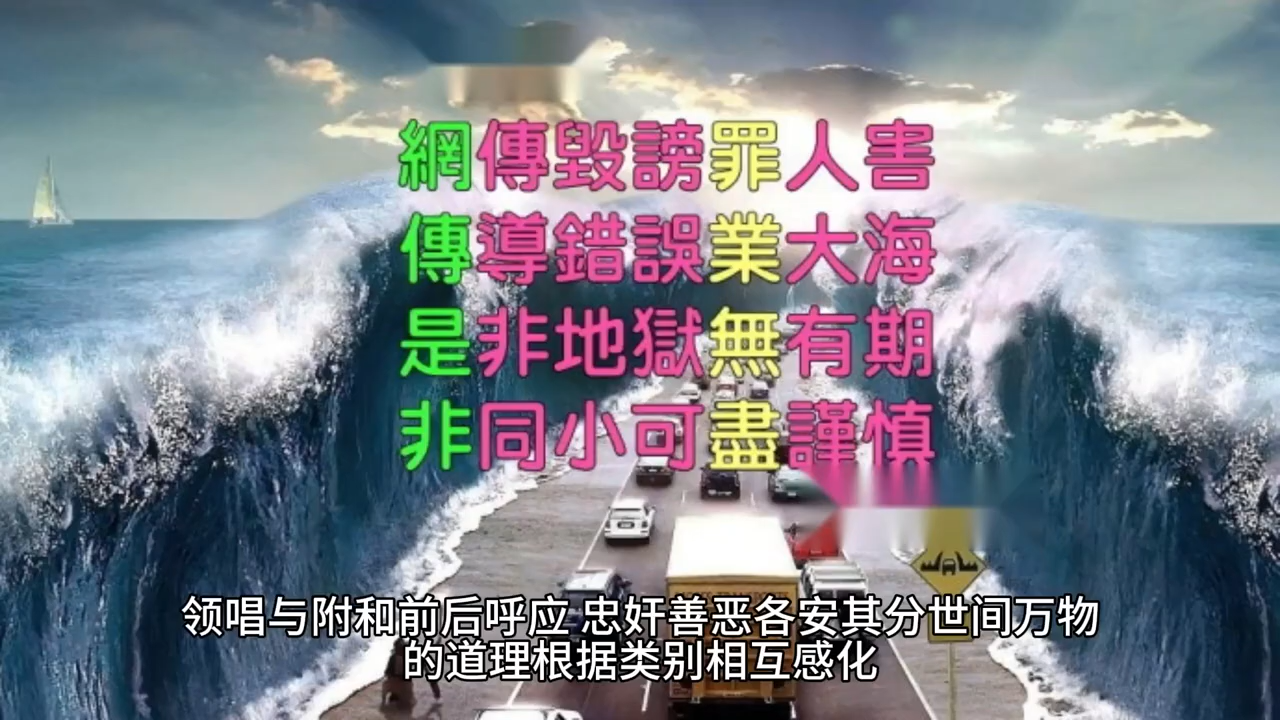 網傳毀謗罪人害
傳導錯誤業大海
是非地獄無有期
非同小可盡謹慎
领唱与附和前后呼应 忠奸善恶各安其分世间万物
的道理根据类别相互感化